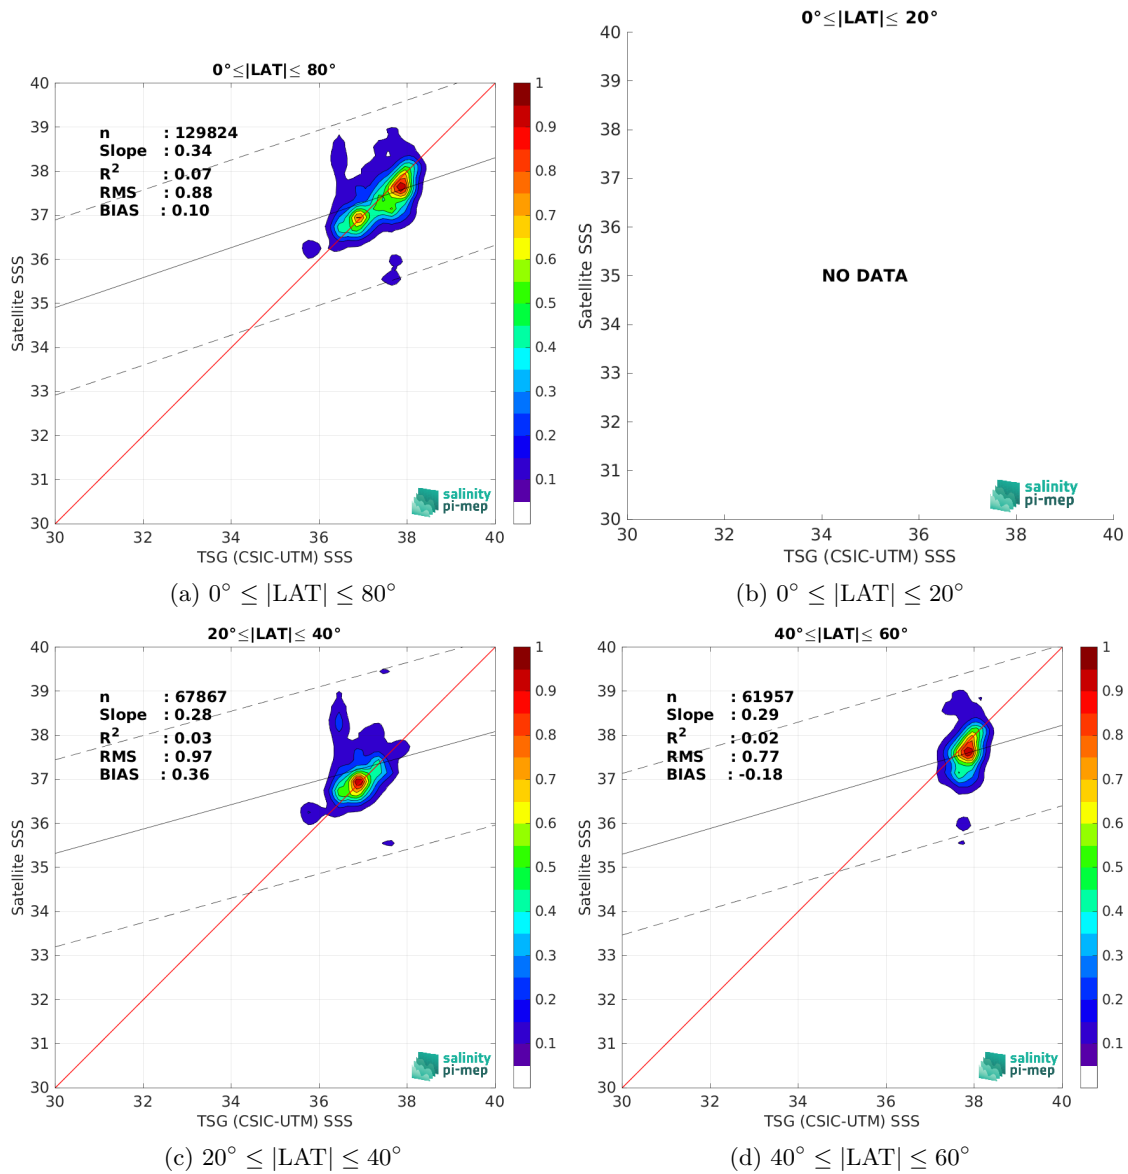 0°≤|LAT|≤ 80°
40
39
38
37
36
35
34
33
32
31
30
Satellite SSS
n : 129824
Slope : 0.34
R2 : 0.07
RMS : 0.88
BIAS : 0.10
salinity
pi-mep
30 32 34 36 38 40
TSG (CSIC-UTM) SSS
1
0.9
0.8
0.7
0.6
0.5
0.4
0.3
0.2
0.1
(a) 0° ≤ |LAT| ≤ 80°
0°≤|LAT|≤ 20°
40
39
38
37
36
35
34
33
32
31
30
Satellite SSS
NO DATA
salinity
pi-mep
30 32 34 36 38 40
TSG (CSIC-UTM) SSS
(b) 0° ≤ |LAT| ≤ 20°
20°≤|LAT|≤ 40°
40
39
38
37
36
35
34
33
32
31
30
Satellite SSS
n : 67867
Slope : 0.28
R2 : 0.03
RMS : 0.97
BIAS : 0.36
salinity
pi-mep
30 32 34 36 38 40
TSG (CSIC-UTM) SSS
1
0.9
0.8
0.7
0.6
0.5
0.4
0.3
0.2
0.1
(c) 20° ≤ |LAT| ≤ 40°
40°≤|LAT|≤ 60°
40
39
38
37
36
35
34
33
32
31
30
Satellite SSS
n : 61957
Slope : 0.29
R2 : 0.02
RMS : 0.77
BIAS : -0.18
salinity
pi-mep
30 32 34 36 38 40
TSG (CSIC-UTM) SSS
1
0.9
0.8
0.7
0.6
0.5
0.4
0.3
0.2
0.1
(d) 40° ≤ |LAT| ≤ 60°